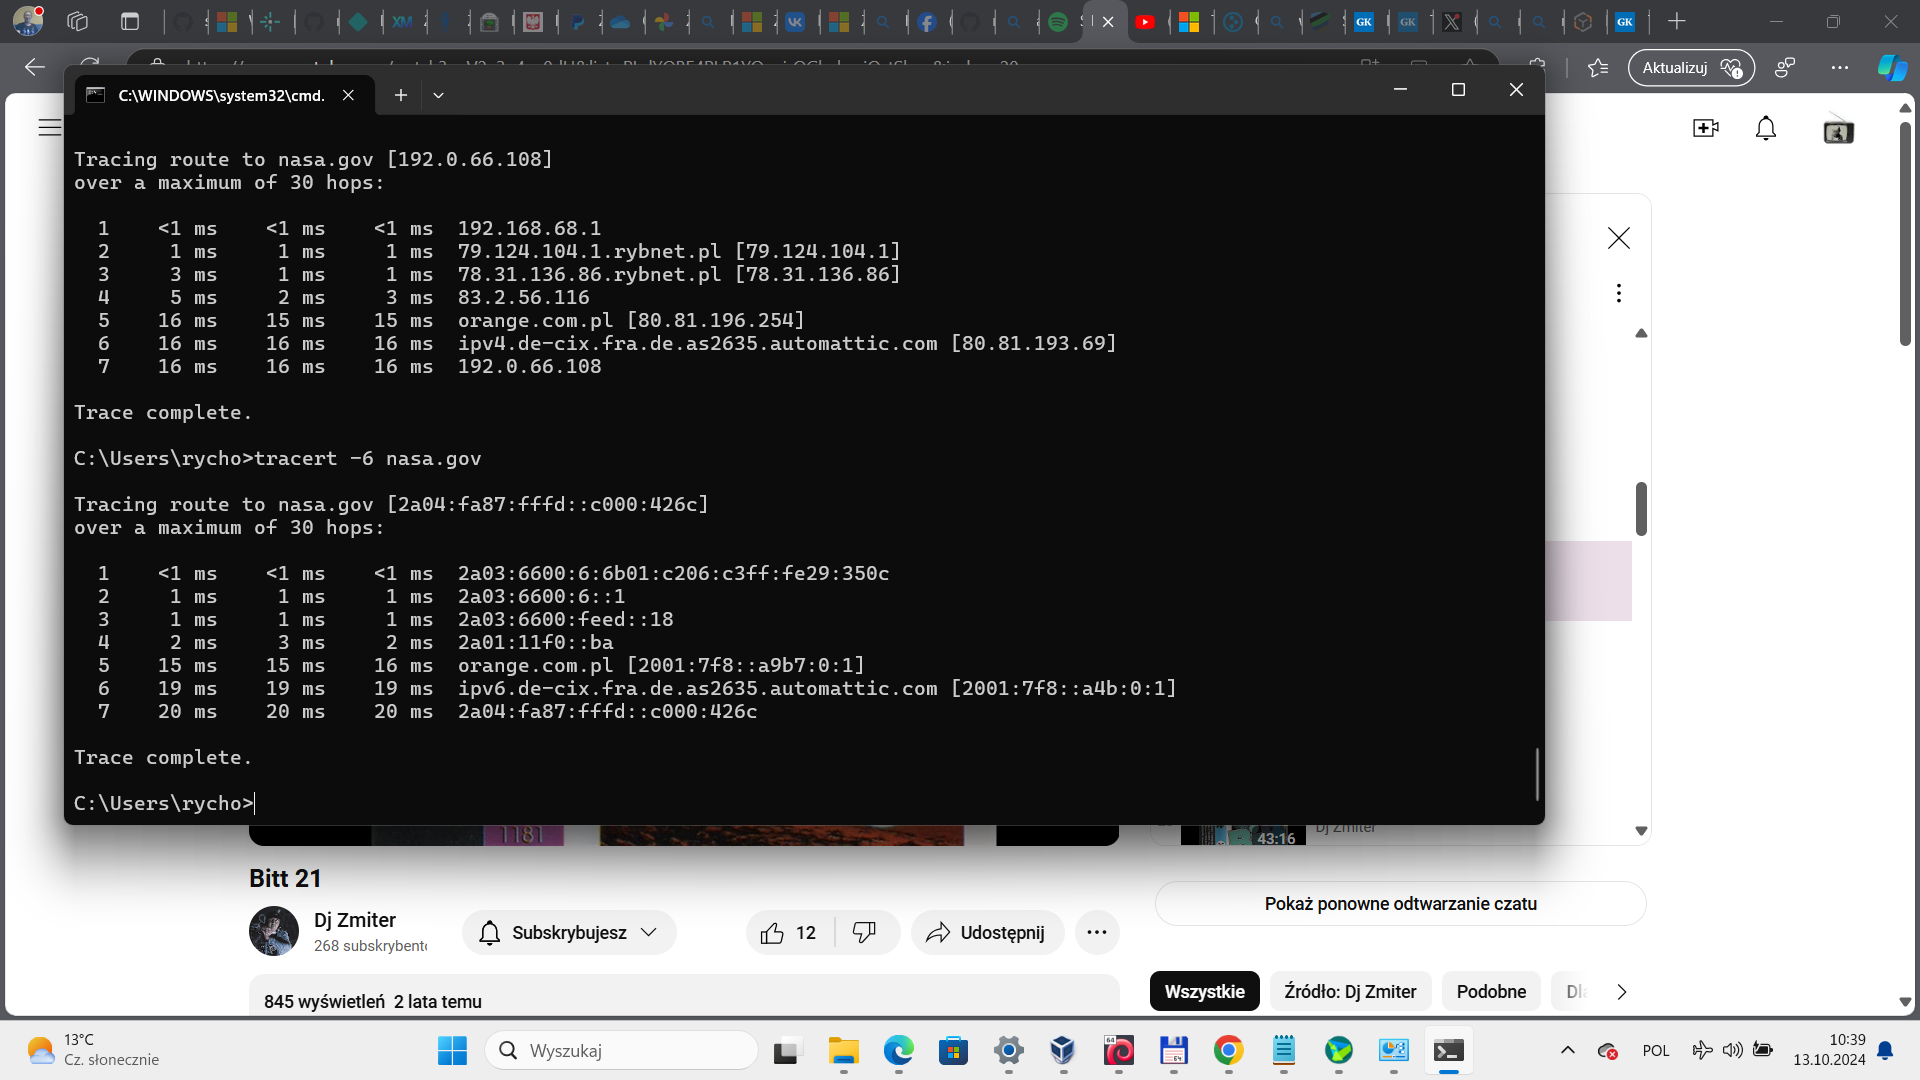 C:\WINDOWS\system32\cmd.
Aktualizuj
Tracing route to nasa.gov [192.0.66.108]
over a maximum of 30 hops:
1 <1 ms <1 ms <1 ms 192.168.68.1
2 1 ms 1 ms 1 ms 79.124.104.1.rybnet.pl [79.124.104.1]
3 3 ms 1 ms 1 ms 78.31.136.86.rybnet.pl [78.31.136.86]
4 5 ms 2 ms 3 ms 83.2.56.116
5 16 ms 15 ms 15 ms orange.com.pl [80.81.196.254]
6 16 ms 16 ms 16 ms ipv4.de-cix.fra.de.as2635.automattic.com [80.81.193.69]
7 16 ms 16 ms 16 ms 192.0.66.108
Trace complete.
C:\Users\rycho>tracert -6 nasa.gov
Tracing route to nasa.gov [2a04:fa87:fffd::c000:426c]
over a maximum of 30 hops:
1 <1 ms <1 ms <1 ms 2a03:6600:6:6b01:c206:c3ff:fe29:350c
2 1 ms 1 ms 1 ms 2a03:6600:6::1
3 1 ms 1 ms 1 ms 2a03:6600:feed::18
4 2 ms 3 ms 2 ms 2a01:11f0::ba
5 15 ms 15 ms 16 ms orange.com.pl [2001:7f8::a9b7:0:1]
6 19 ms 19 ms 19 ms ipv6.de-cix.fra.de.as2635.automattic.com [2001:7f8::a4b:0:1]
7 20 ms 20 ms 20 ms 2a04:fa87:fffd::c000:426c
Trace complete.
C:\Users\rycho>
1181
43:16
Dj Zmiter
Bitt 21
Dj Zmiter
268 subskrybentó
Subskrybujesz
12
Udostępnij
Pokaż ponowne odtwarzanie czatu
845 wyświetleń 2 lata temu
Wszystkie
Źródło: Dj Zmiter
Podobne
13°C
Cz. słonecznie
Wyszukaj
POL
10:39
13.10.2024